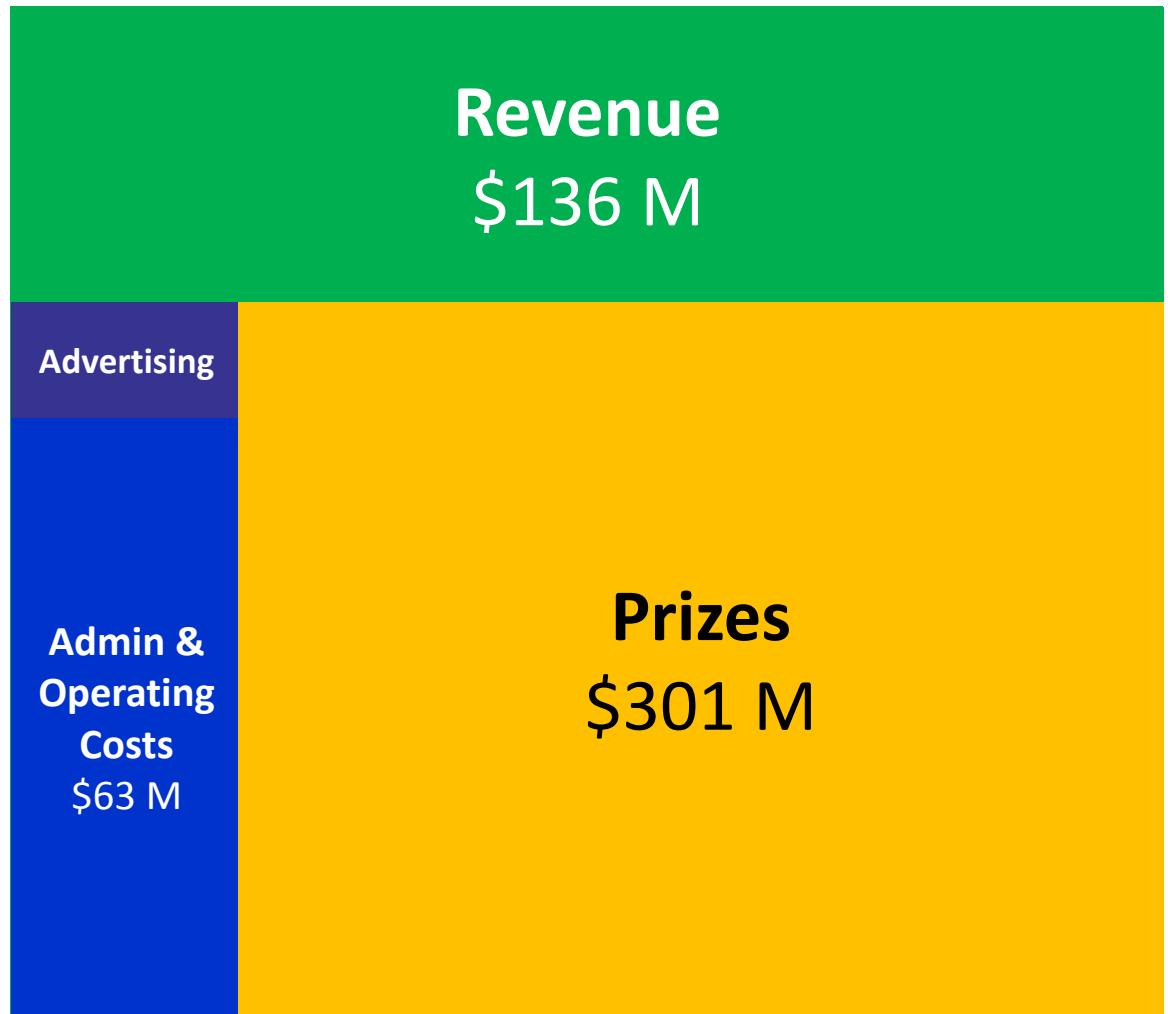 Revenue
$136 M
Advertising
Admin &
Operating
Costs
$63 M
Prizes
$301 M